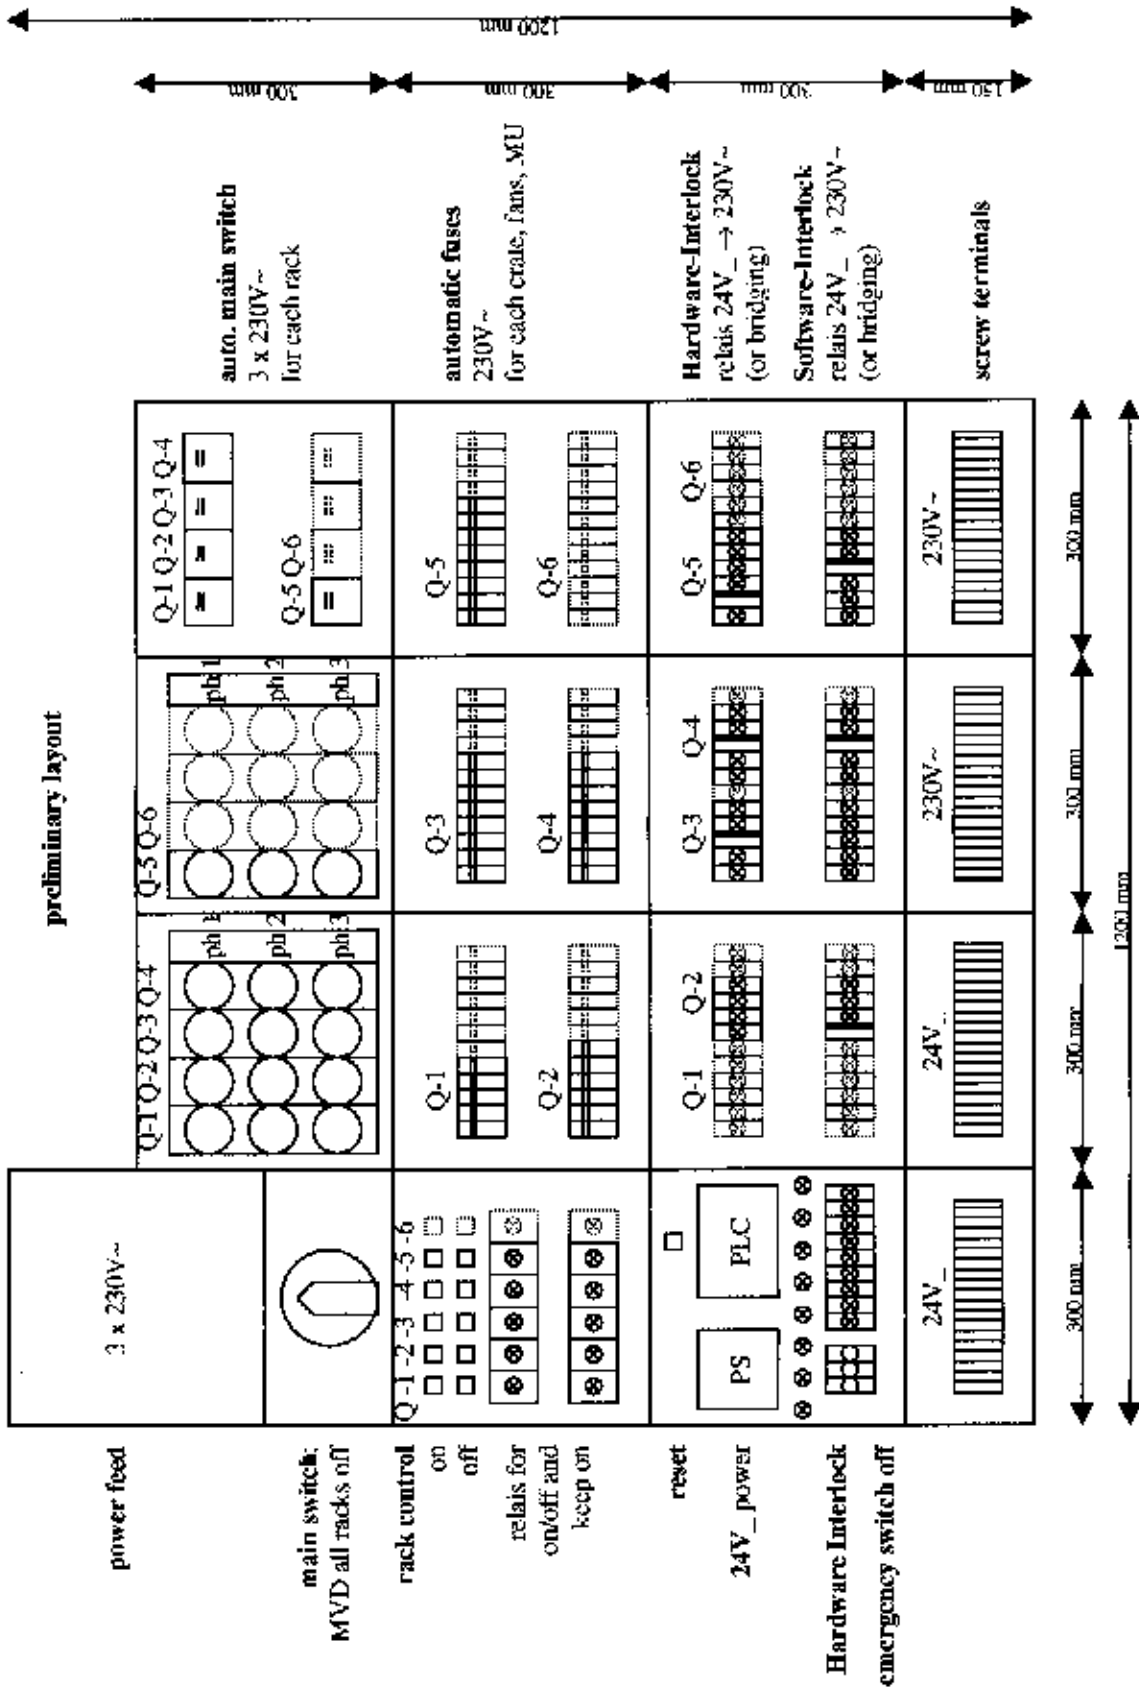 preliminary layout
power feed
3 x 230V~
main switch:
MVD all racks off
rack control
on
off
relais for
on/off and
keep on
Q -1 -2 -3 -4 -5 -6
reset
24V_ power
PS
PLC
Hardware Interlock
emergency switch off
24V_
Q-1 Q-2 Q-3 Q-4
ph 1
ph 2
ph 3
Q-1
Q-2
Q-1 Q-2
24V_
Q-5 Q-6
ph 1
ph 2
ph 3
Q-3
Q-4
Q-3 Q-4
230V~
Q-1 Q-2 Q-3 Q-4
Q-5 Q-6
Q-5
Q-6
Q-5 Q-6
230V~
auto. main switch
3 x 230V~
for each rack
automatic fuses
230V~
for each crate, fans, MU
Hardware-Interlock
relais 24V_ → 230V~
(or bridging)
Software-Interlock
relais 24V_ → 230V~
(or bridging)
screw terminals
300 mm
300 mm
300 mm
150 mm
1200 mm
300 mm
300 mm
300 mm
300 mm
1200 mm